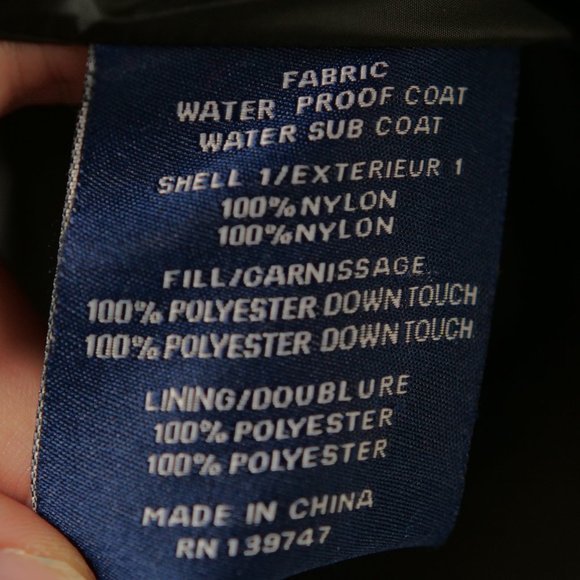 FABRIC
WATER PROOF COAT
WATER SUB COAT
SHELL 1/EXTERIEUR 1
100% NYLON
100% NYLON
FILL/GARNISSAGE
100% POLYESTER DOWN TOUCH
100% POLYESTER DOWN TOUCH
LINING/DOUBLURE
100% POLYESTER
100% POLYESTER
MADE IN CHINA
RN 139747